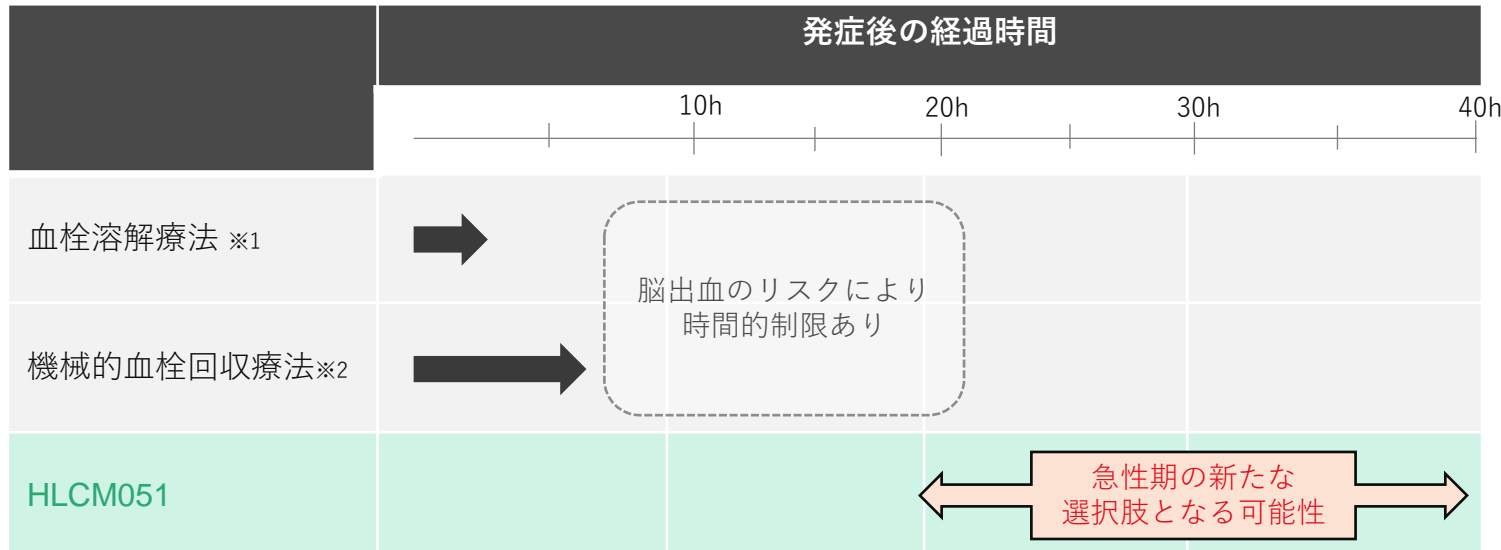 発症後の経過時間
10h
20h
30h
40h
血栓溶解療法 ※1
脳出血のリスクにより
時間的制限あり
機械的血栓回収療法※2
HLCM051
急性期の新たな
選択肢となる可能性